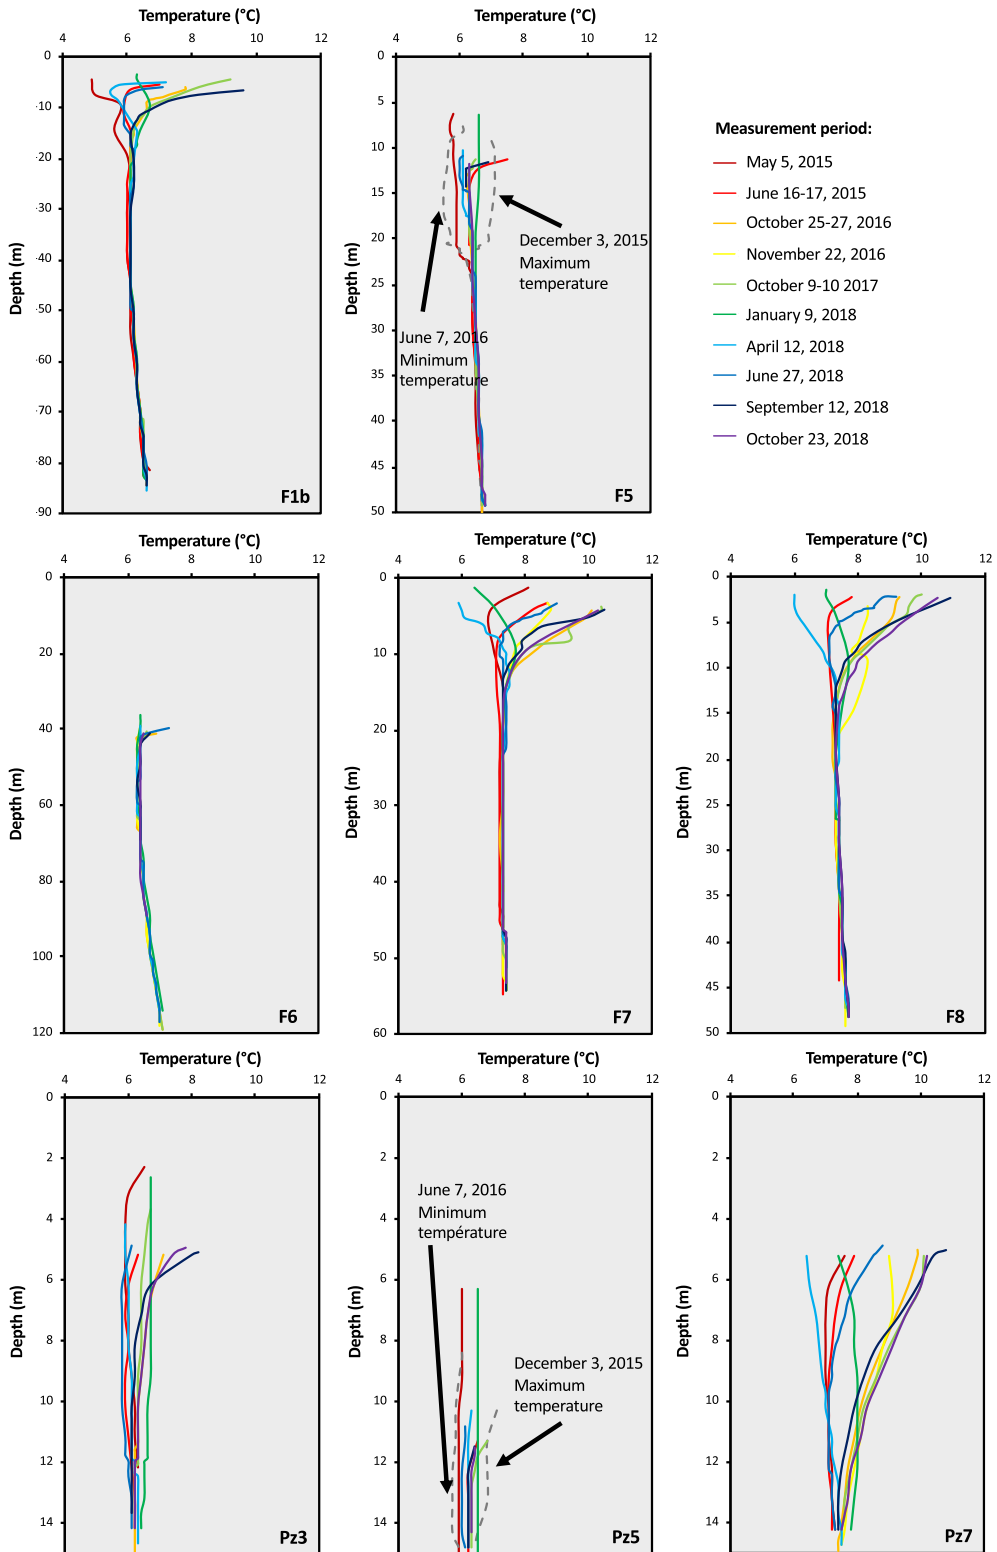 Temperature (°C)
4 6 8 10 12
0
-10
-20
-30
-40
-50
-60
-70
-80
-90
Depth (m)
F1b
Temperature (°C)
4 6 8 10 12
0
5
10
15
20
25
30
35
40
45
50
Depth (m)
December 3, 2015
Maximum
temperature
June 7, 2016
Minimum
temperature
F5
Measurement period:
May 5, 2015
June 16-17, 2015
October 25-27, 2016
November 22, 2016
October 9-10 2017
January 9, 2018
April 12, 2018
June 27, 2018
September 12, 2018
October 23, 2018
Temperature (°C)
4 6 8 10 12
0
20
40
60
80
100
120
Depth (m)
F6
Temperature (°C)
4 6 8 10 12
0
10
20
30
40
50
60
Depth (m)
F7
Temperature (°C)
4 6 8 10 12
0
5
10
15
20
25
30
35
40
45
50
Depth (m)
F8
Temperature (°C)
4 6 8 10 12
0
2
4
6
8
10
12
14
Depth (m)
Pz3
Temperature (°C)
4 6 8 10 12
0
2
4
6
8
10
12
14
Depth (m)
June 7, 2016
Minimum
température
December 3, 2015
Maximum
temperature
Pz5
Temperature (°C)
4 6 8 10 12
0
2
4
6
8
10
12
14
Depth (m)
Pz7